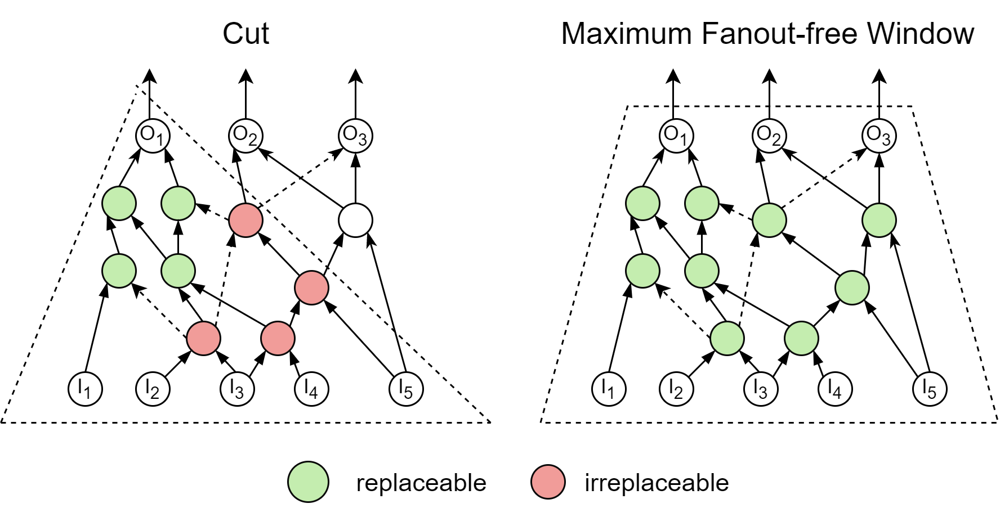 Cut
Maximum Fanout-free Window
O1 O2 O3
O1 O2 O3
I1 I2 I3 I4 I5
I1 I2 I3 I4 I5
replaceable
irreplaceable